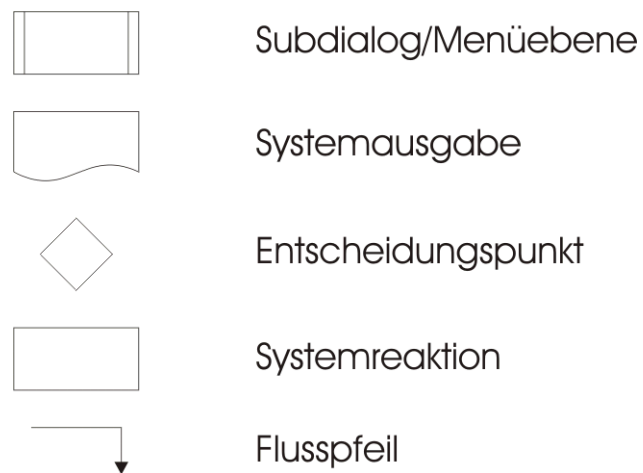 Subdialog/Menüebene
Systemausgabe
Entscheidungspunkt
Systemreaktion
Flusspfeil